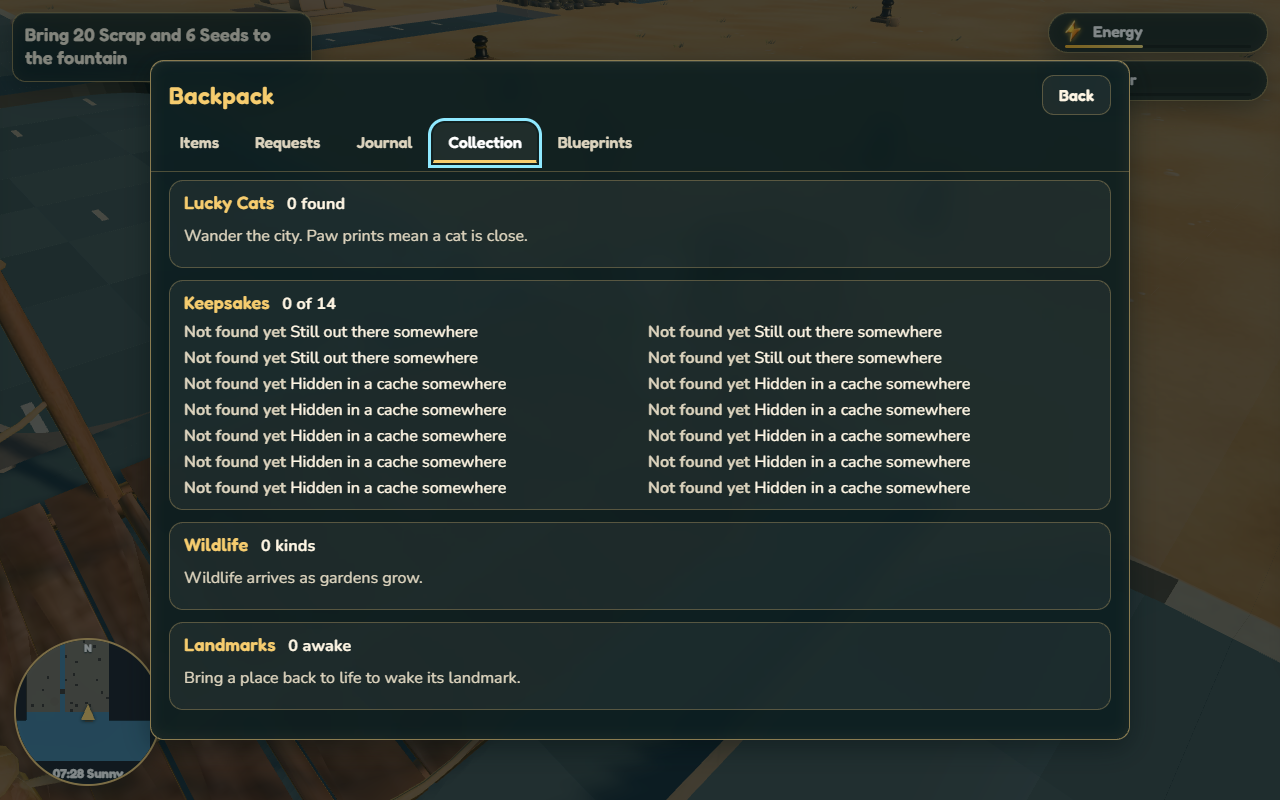 Bring 20 Scrap and 6 Seeds to
the fountain
Energy
Backpack
Back
Items
Requests
Journal
Collection
Blueprints
Lucky Cats 0 found
Wander the city. Paw prints mean a cat is close.
Keepsakes 0 of 14
Not found yet Still out there somewhere
Not found yet Still out there somewhere
Not found yet Still out there somewhere
Not found yet Still out there somewhere
Not found yet Hidden in a cache somewhere
Not found yet Hidden in a cache somewhere
Not found yet Hidden in a cache somewhere
Not found yet Hidden in a cache somewhere
Not found yet Hidden in a cache somewhere
Not found yet Hidden in a cache somewhere
Not found yet Hidden in a cache somewhere
Not found yet Hidden in a cache somewhere
Not found yet Hidden in a cache somewhere
Not found yet Hidden in a cache somewhere
Wildlife 0 kinds
Wildlife arrives as gardens grow.
Landmarks 0 awake
Bring a place back to life to wake its landmark.
N
07:28 Sunny